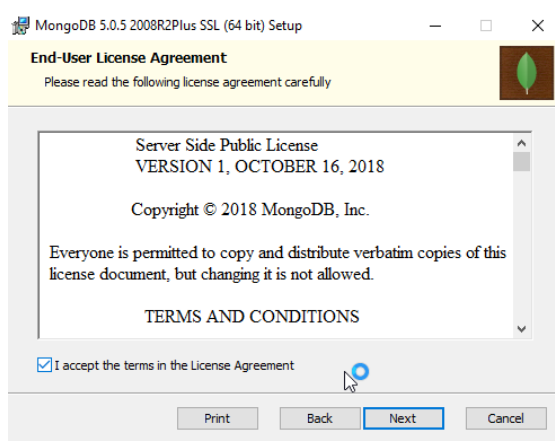 MongoDB 5.0.5 2008R2Plus SSL (64 bit) Setup
End-User License Agreement
Please read the following license agreement carefully
Server Side Public License
VERSION 1, OCTOBER 16, 2018
Copyright © 2018 MongoDB, Inc.
Everyone is permitted to copy and distribute verbatim copies of this
license document, but changing it is not allowed.
TERMS AND CONDITIONS
I accept the terms in the License Agreement
Print Back Next Cancel